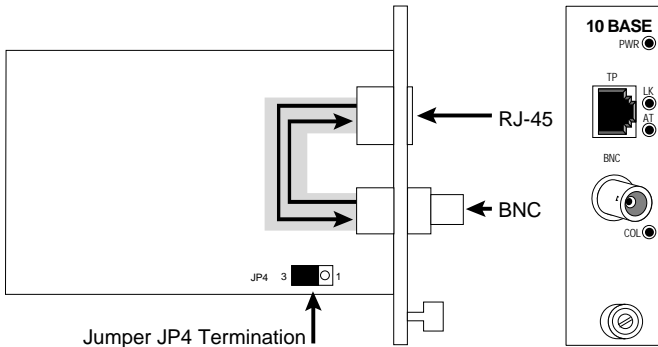 10 BASE
PWR
TP
LK
RJ-45
AT
BNC
t
BNC
COL
JP4 3 1
Jumper JP4 Termination